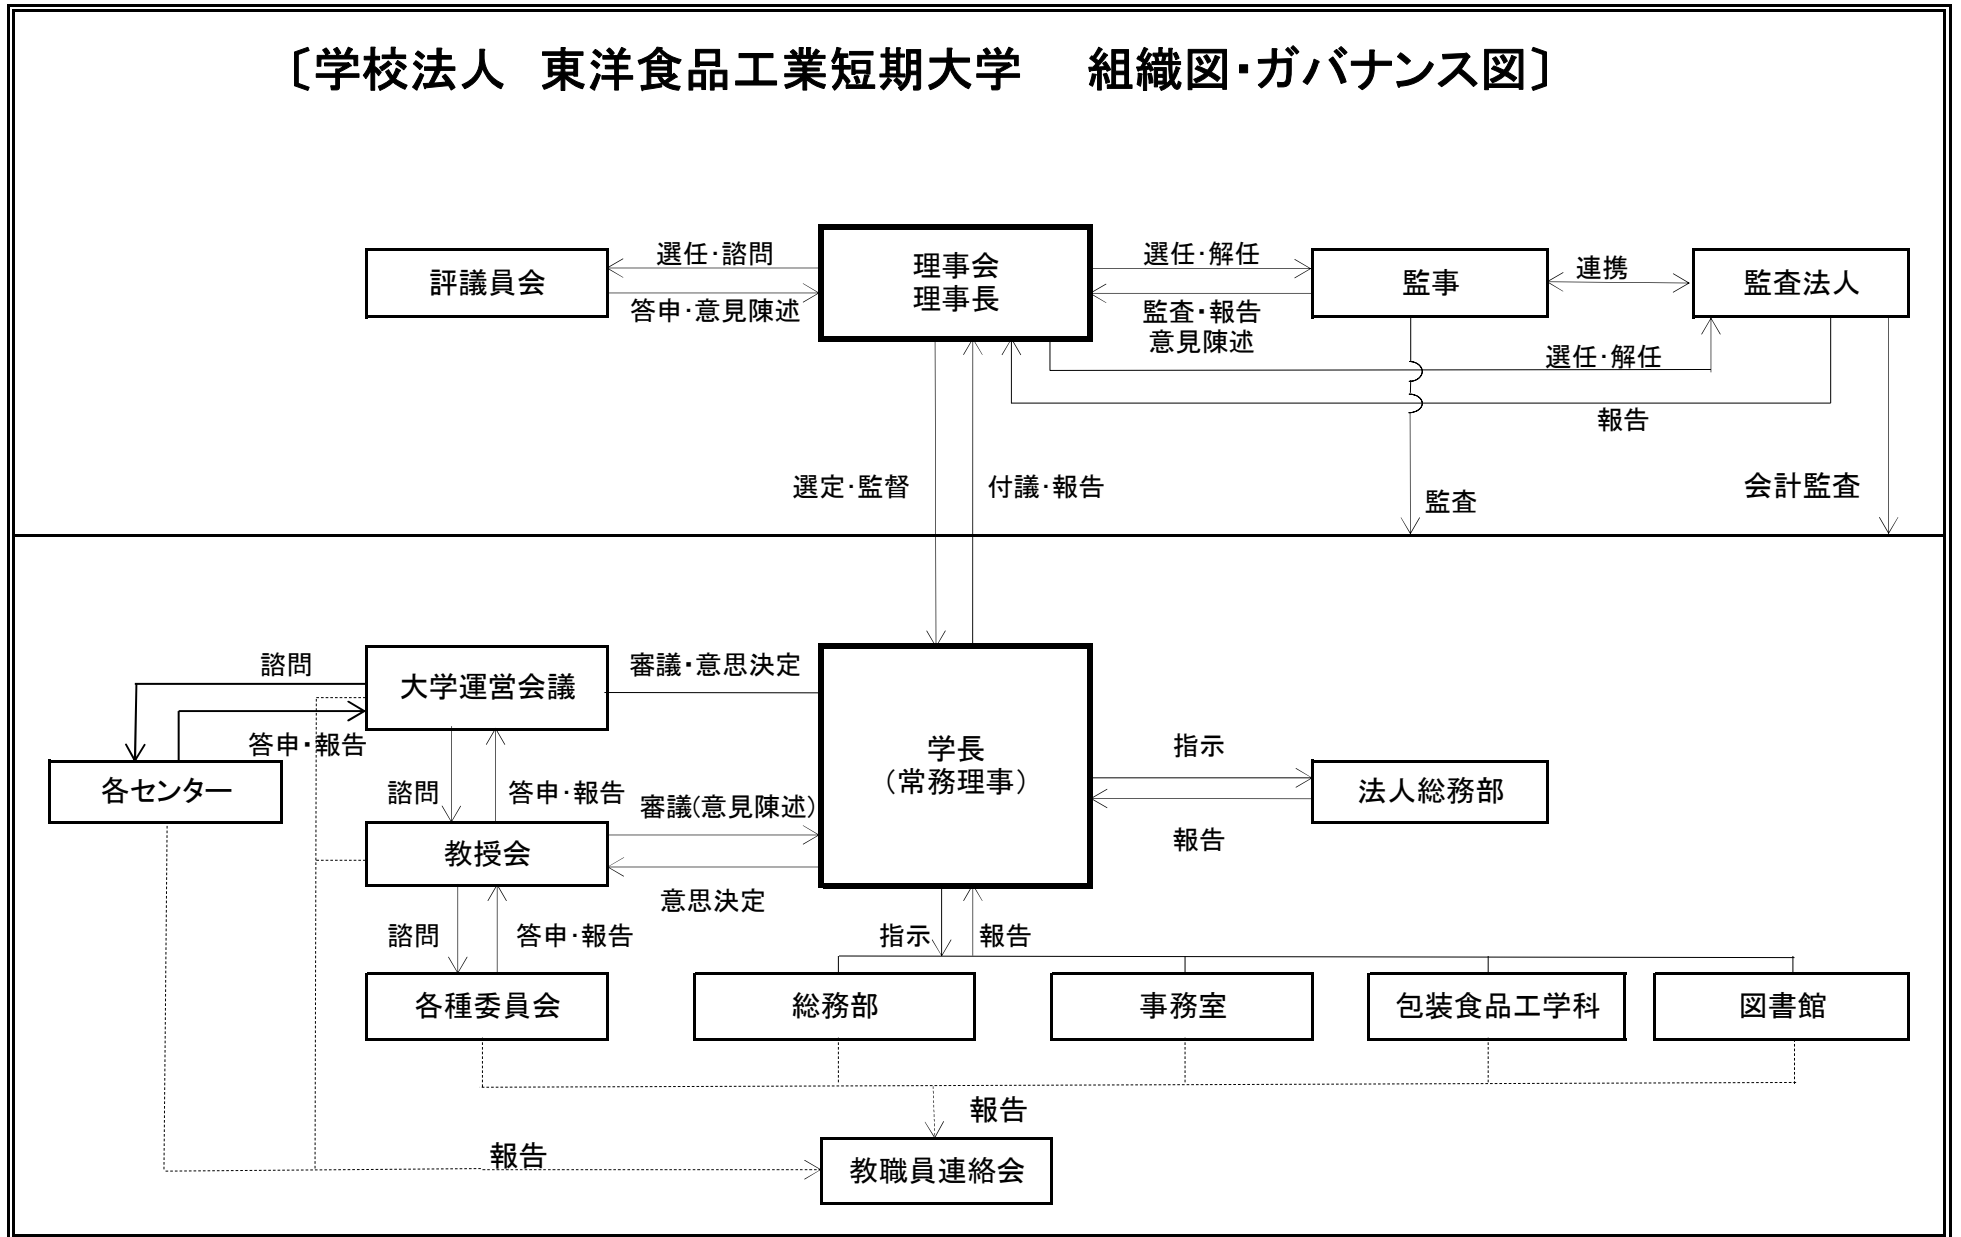 〔学校法人　東洋食品工業短期大学　　組織図・ガバナンス図〕
選任・諮問
評議員会
答申・意見陳述
理事会
理事長
選任・解任
監査・報告
意見陳述
監事
連携
監査法人
選任・解任
報告
選定・監督
付議・報告
監査
会計監査
諮問
大学運営会議
審議・意思決定
答申・報告
各センター
諮問
答申・報告
審議(意見陳述)
学長
（常務理事）
指示
法人総務部
報告
教授会
意思決定
諮問
答申・報告
指示
報告
各種委員会
総務部
事務室
包装食品工学科
図書館
報告
報告
教職員連絡会